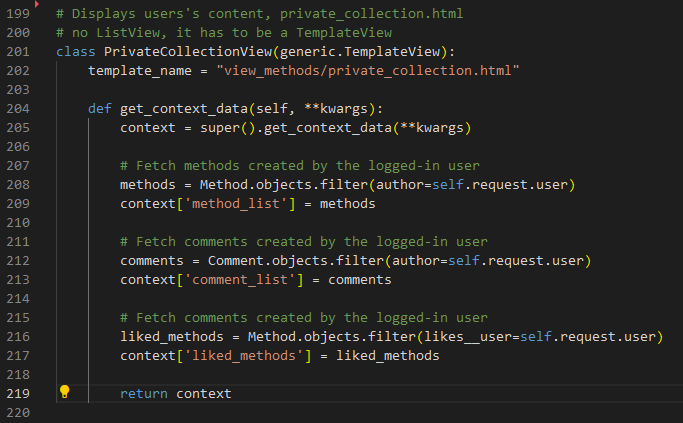 199 # Displays users's content, private_collection.html
200 # no ListView, it has to be a TemplateView
201 class PrivateCollectionView(generic.TemplateView):
202     template_name = "view_methods/private_collection.html"
203
204     def get_context_data(self, **kwargs):
205         context = super().get_context_data(**kwargs)
206
207         # Fetch methods created by the logged-in user
208         methods = Method.objects.filter(author=self.request.user)
209         context['method_list'] = methods
210
211         # Fetch comments created by the logged-in user
212         comments = Comment.objects.filter(author=self.request.user)
213         context['comment_list'] = comments
214
215         # Fetch comments created by the logged-in user
216         liked_methods = Method.objects.filter(likes__user=self.request.user)
217         context['liked_methods'] = liked_methods
218
219         return context
220